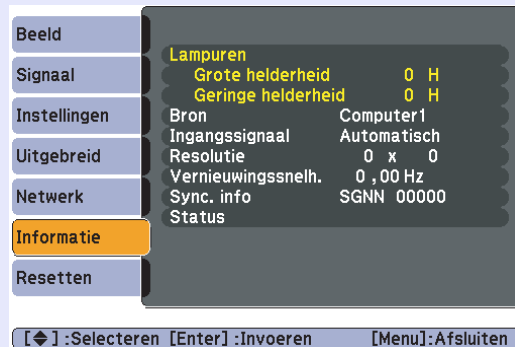 Beeld
Signaal
Instellingen
Uitgebreid
Netwerk
Informatie
Resetten
Lampuren
Grote helderheid 0 H
Geringe helderheid 0 H
Bron Computer1
Ingangssignaal Automatisch
Resolutie 0 x 0
Vernieuwingssnelh. 0 ,00 Hz
Sync. info SGNN 00000
Status
[◆] :Selecteren [Enter] :Invoeren [Menu]:Afsluiten